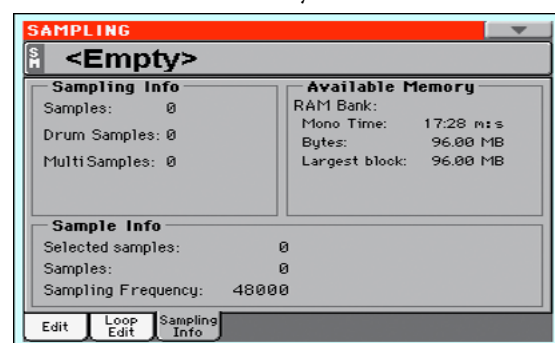 SAMPLING
SM <Empty>
Sampling Info
Samples: 0
Drum Samples: 0
MultiSamples: 0
Available Memory
RAM Bank:
Mono Time: 17:28 m:s
Bytes: 96.00 MB
Largest block: 96.00 MB
Sample Info
Selected samples: 0
Samples: 0
Sampling Frequency: 48000
Edit
Loop Edit
Sampling Info